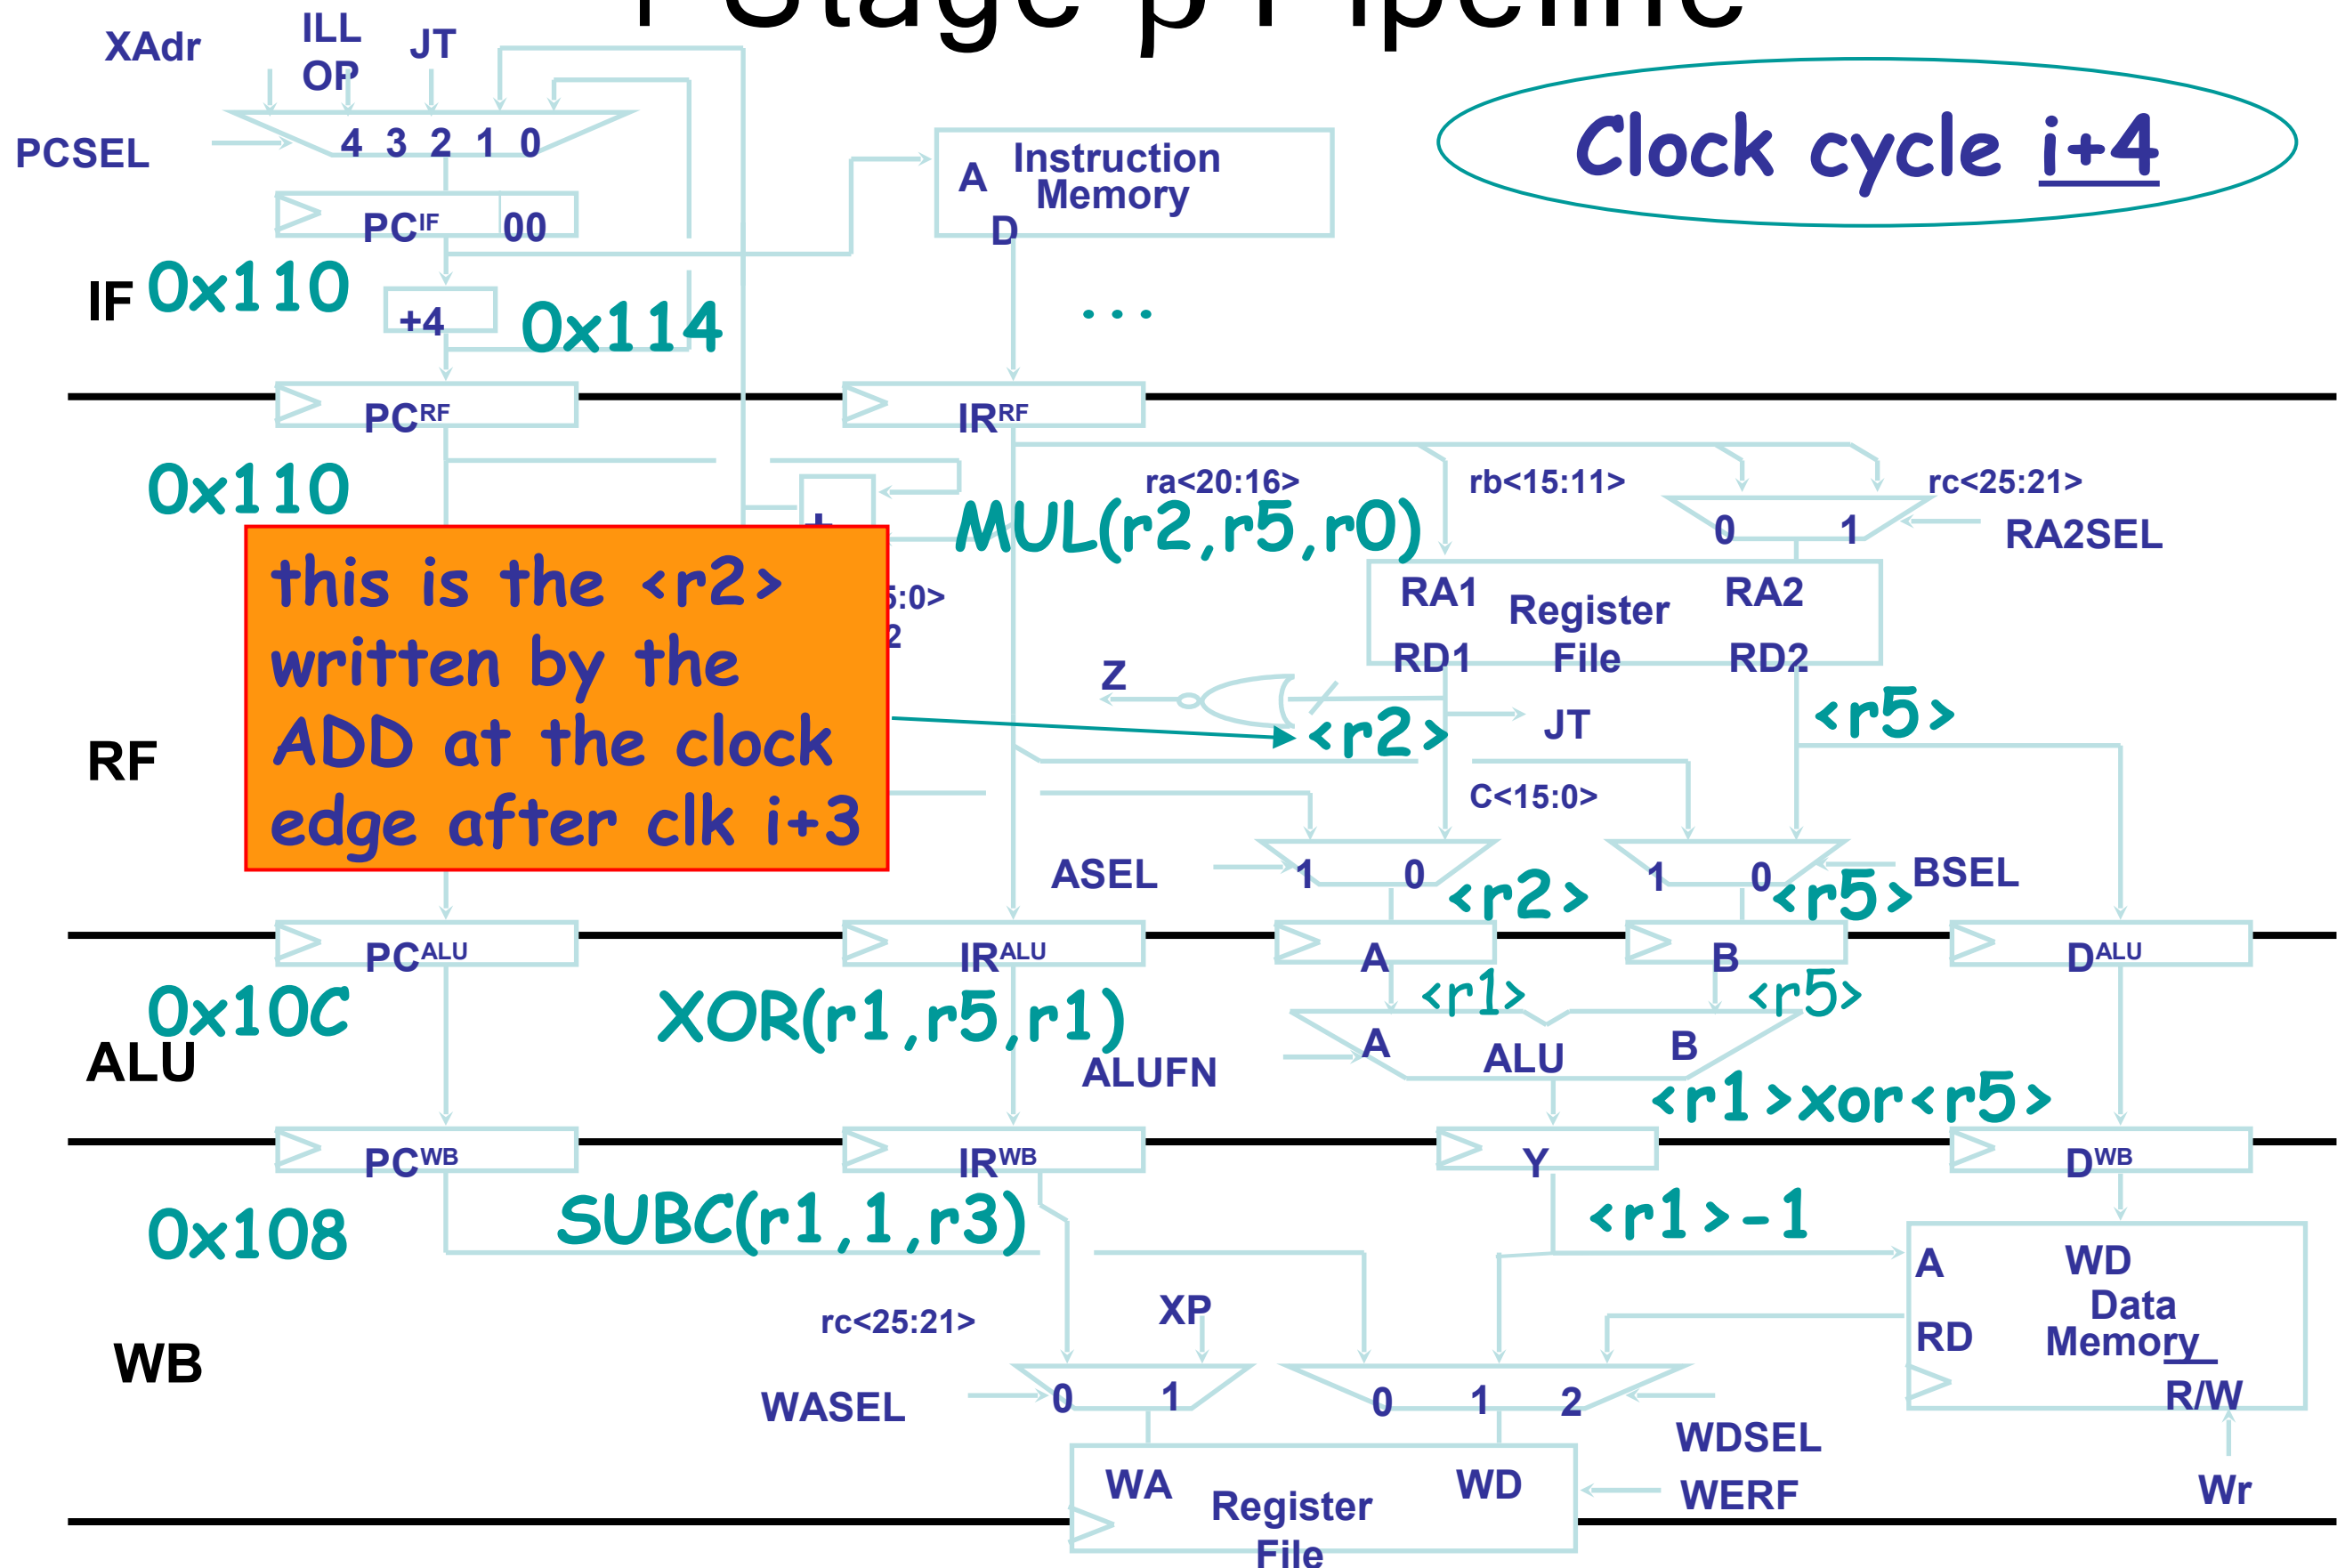 Stage β Pipeline
XAdr
ILL
OP
JT
PCSEL
4 3 2 1 0
Clock cycle i+4
A
Instruction
Memory
D
PCIF
00
IF
0x110
+4
0x114
...
PCRF
IRRF
0x110
+
ra<20:16>
rb<15:11>
rc<25:21>
MUL(r2,r5,r0)
0 1
RA2SEL
this is the <r2>
written by the
ADD at the clock
edge after clk i+3
5:0>
2
RA1
Register
File
RA2
RD1
RD2
Z
JT
<r2>
<r5>
RF
C<15:0>
ASEL
1 0
1 0
BSEL
<r2>
<r5>
PCALU
IRALU
A
B
DALU
0x10C
XOR(r1,r5,r1)
<r1>
<r5>
ALU
ALUFN
A
ALU
B
<r1>xor<r5>
PCWB
IRWB
Y
DWB
0x108
SUBC(r1,1,r3)
<r1>-1
A
WD
Data
Memory
RD
R/W
rc<25:21>
XP
WB
WASEL
0 1
0 1 2
WDSEL
WA
Register
File
WD
WERF
Wr